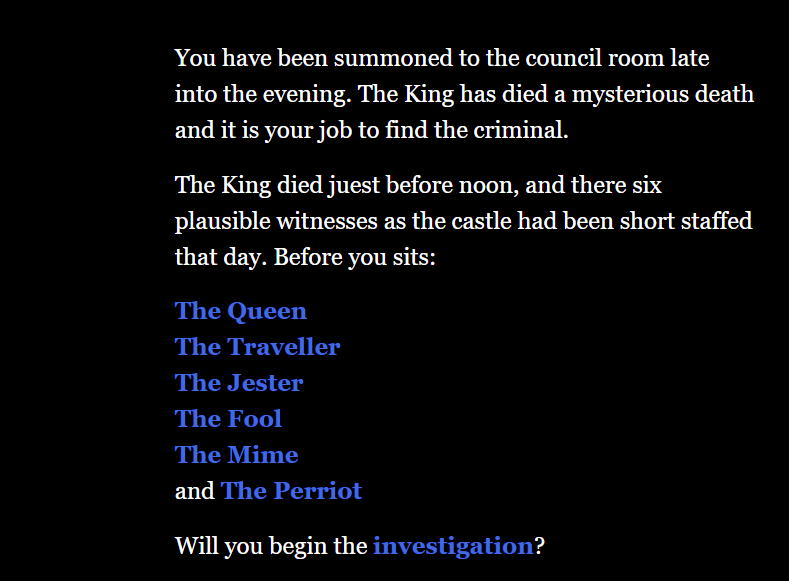 You have been summoned to the council room late
into the evening. The King has died a mysterious death
and it is your job to find the criminal.
The King died juest before noon, and there six
plausible witnesses as the castle had been short staffed
that day. Before you sits:
The Queen
The Traveller
The Jester
The Fool
The Mime
and The Perriot
Will you begin the investigation?